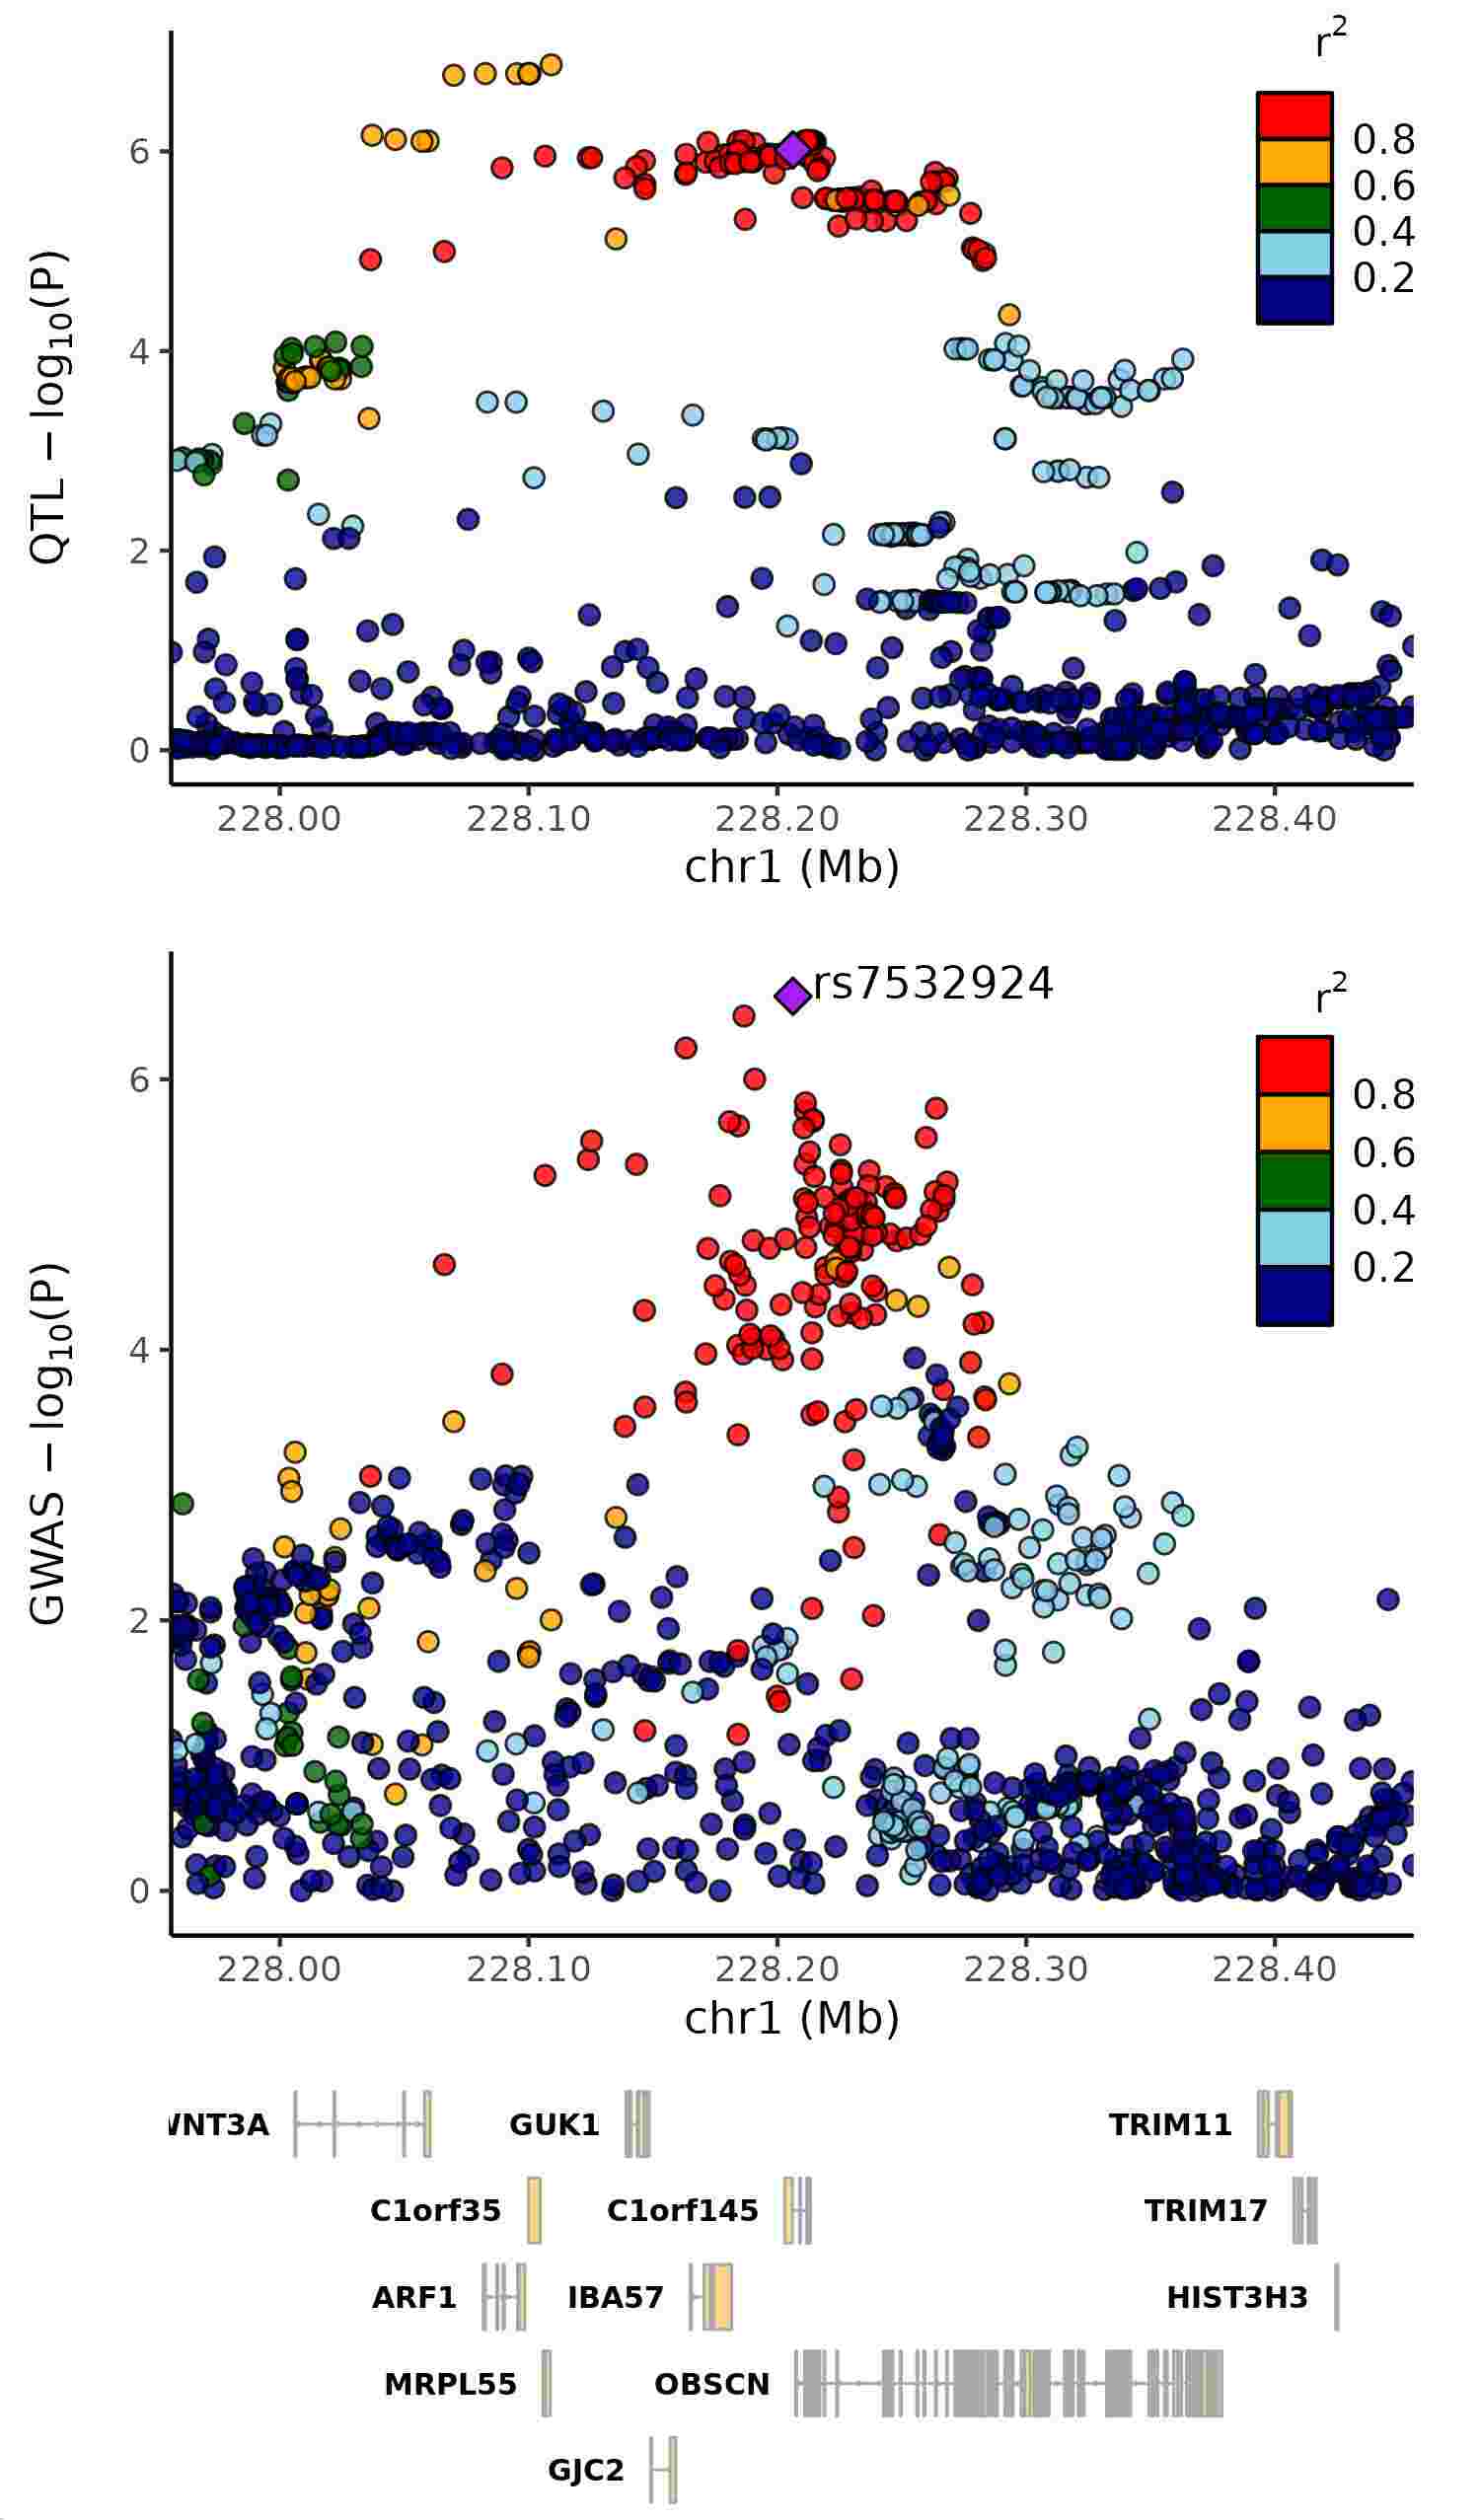 r2
0.8
0.6
0.4
0.2
QTL − log10(P)
6
4
2
0
228.00 228.10 228.20 228.30 228.40
chr1 (Mb)
rs7532924
r2
0.8
0.6
0.4
0.2
GWAS − log10(P)
6
4
2
0
228.00 228.10 228.20 228.30 228.40
chr1 (Mb)
WNT3A GUK1 TRIM11
C1orf35 C1orf145 TRIM17
ARF1 IBA57 HIST3H3
MRPL55 OBSCN
GJC2